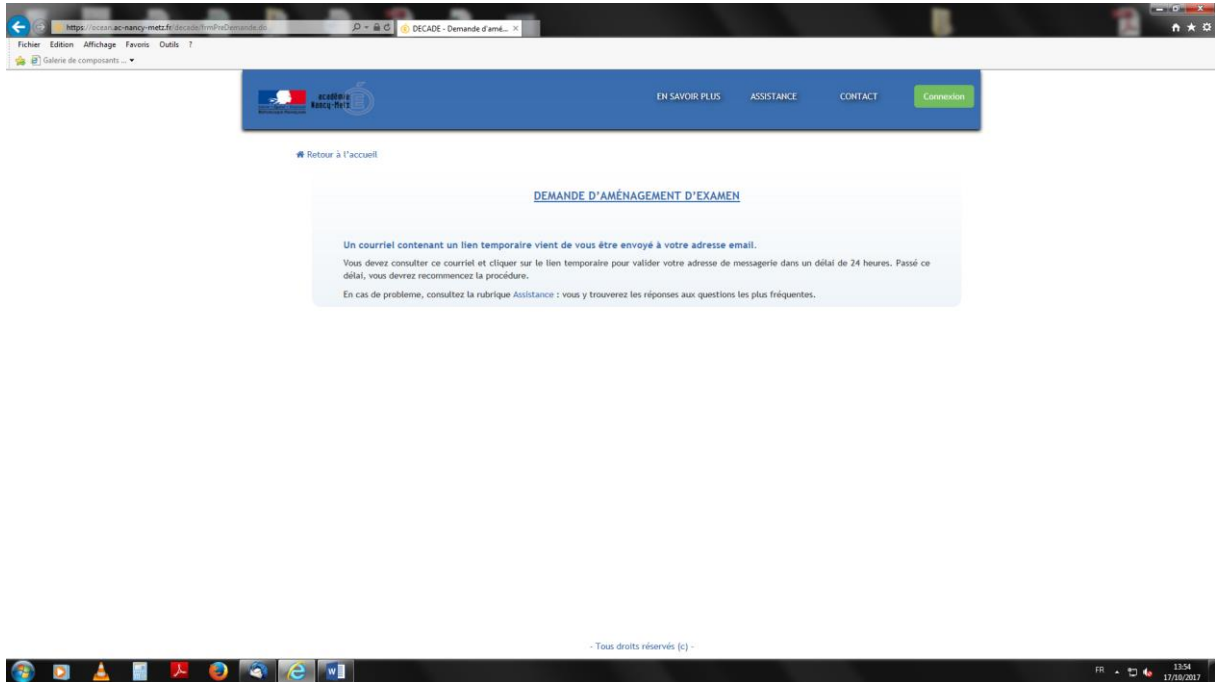 https://ocean.ac-nancy-metz.fr/decade/frmPreDemande.do
DECADE - Demande d'amé...
Fichier Edition Affichage Favoris Outils ?
Galerie de composants ...
académie
Nancy-Metz
EN SAVOIR PLUS ASSISTANCE CONTACT Connexion
Retour à l'accueil
DEMANDE D'AMÉNAGEMENT D'EXAMEN
Un courriel contenant un lien temporaire vient de vous être envoyé à votre adresse email.
Vous devez consulter ce courriel et cliquer sur le lien temporaire pour valider votre adresse de messagerie dans un délai de 24 heures. Passé ce
délai, vous devrez recommencez la procédure.
En cas de probleme, consultez la rubrique Assistance : vous y trouverez les réponses aux questions les plus fréquentes.
- Tous droits réservés (c) -
FR
13:54
17/10/2017